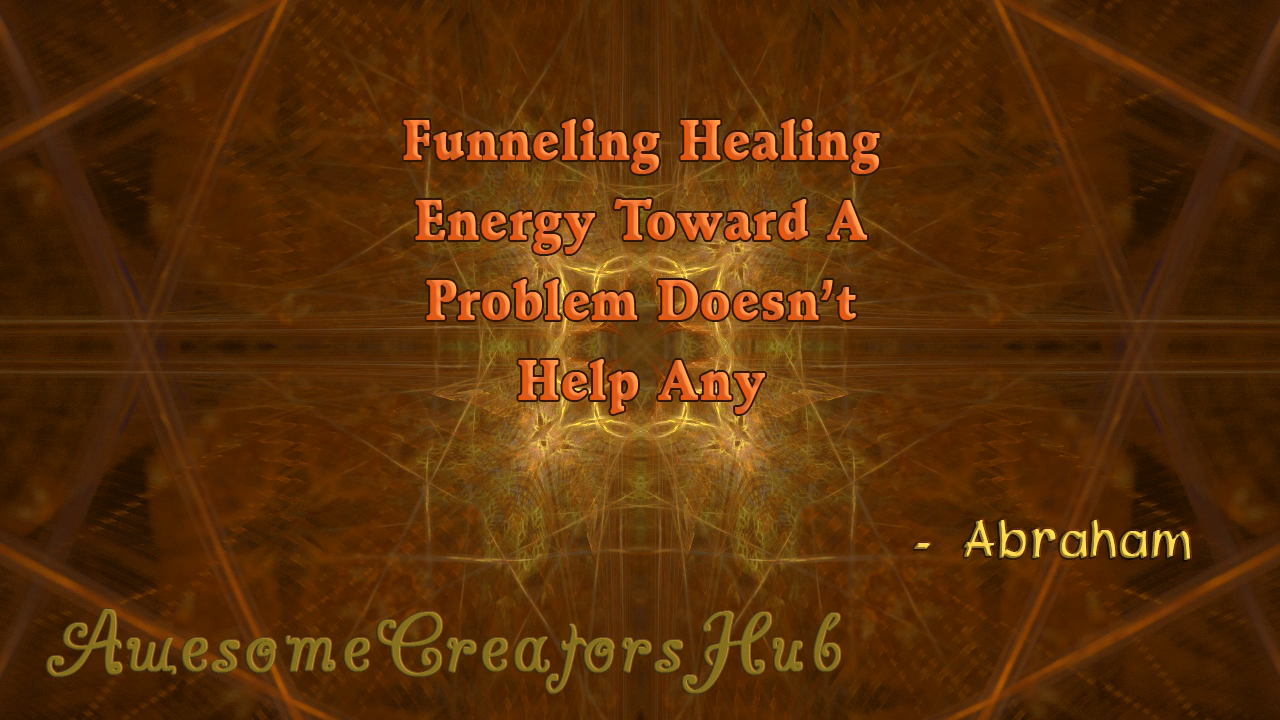 Funneling Healing
Energy Toward A
Problem Doesn't
Help Any
- Abraham
AwesomeCreatorsHub